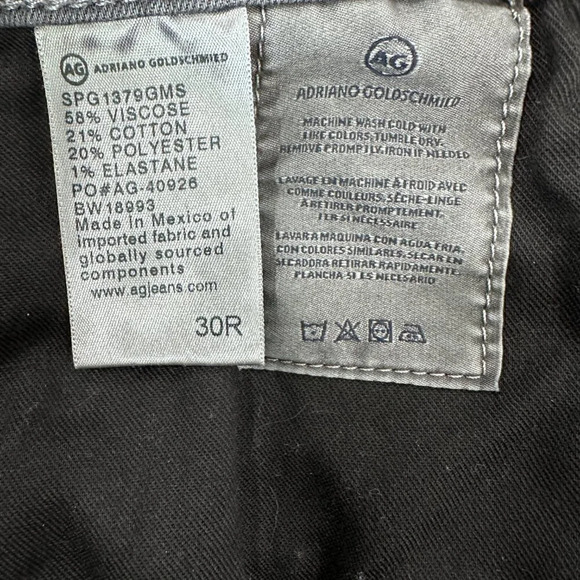 AG ADRIANO GOLDSCHMIED
SPG1379GMS
58% VISCOSE
21% COTTON
20% POLYESTER
1% ELASTANE
PO#AG-40926
BW18993
Made in Mexico of
imported fabric and
globally sourced
components
www.agjeans.com
30R
AG
ADRIANO GOLDSCHMIED
MACHINE WASH COLD WITH
LIKE COLORS. TUMBLE DRY.
REMOVE PROMPTLY. IRON IF NEEDED
LAVAGE EN MACHINE À FROID AVEC
COMME COULEURS. SÈCHE-LINGE
À RETIRER PROMPTEMENT.
FER SI NÉCESSAIRE
LAVAR A MAQUINA CON AGUA FRIA.
CON COLORES SIMILARES. SECAR EN
SECADORA RETIRAR RAPIDAMENTE.
PLANCHA SI ES NECESARIO